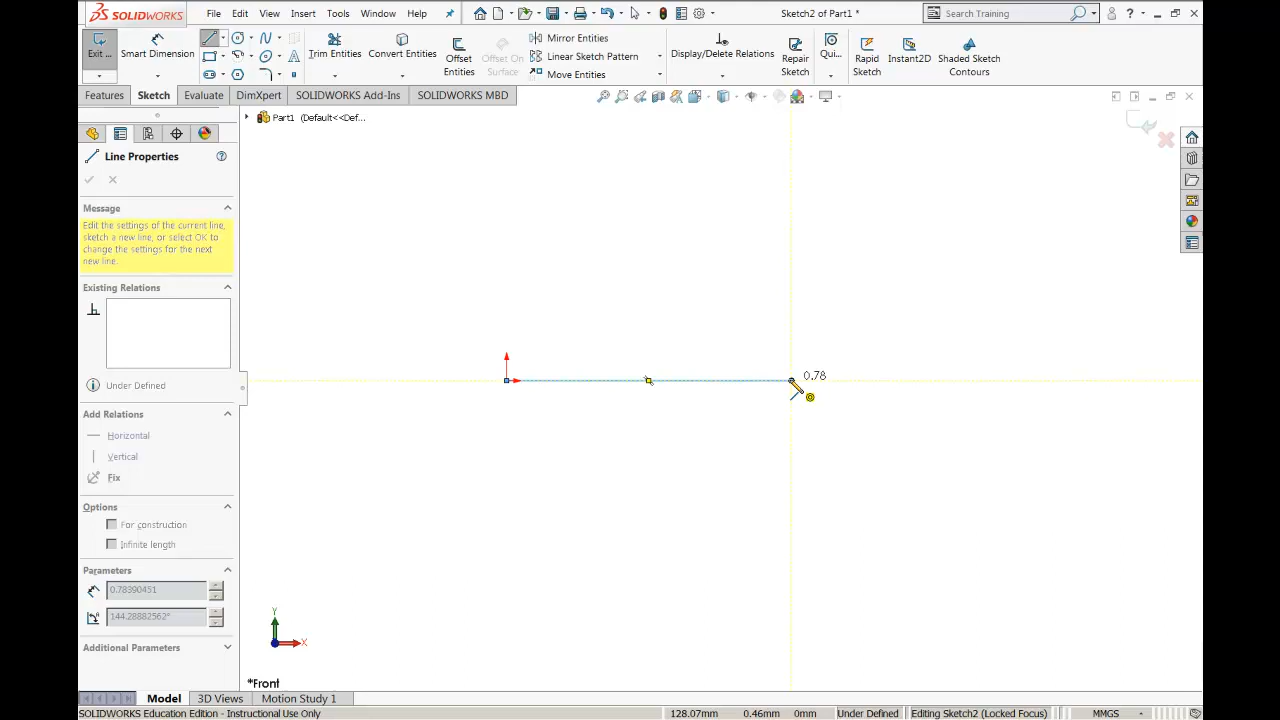 SOLIDWORKS
File Edit View Insert Tools Window Help
Sketch2 of Part1 *
Search Training
Exit ...
Smart Dimension
Trim Entities
Convert Entities
Offset Entities
Offset On Surface
Mirror Entities
Linear Sketch Pattern
Move Entities
Display/Delete Relations
Repair Sketch
Qui...
Rapid Sketch
Instant2D
Shaded Sketch Contours
Features Sketch Evaluate DimXpert SOLIDWORKS Add-Ins SOLIDWORKS MBD
Part1 (Default<<Def...
Line Properties
Message
Edit the settings of the current line,
sketch a new line, or select OK to
change the settings for the next
new line.
Existing Relations
Under Defined
Add Relations
Horizontal
Vertical
Fix
Options
For construction
Infinite length
Parameters
0.78390451
144.28882562°
Additional Parameters
0.78
Y
X
*Front
Model 3D Views Motion Study 1
SOLIDWORKS Education Edition - Instructional Use Only
128.07mm 0.46mm 0mm Under Defined Editing Sketch2 (Locked Focus) MMGS